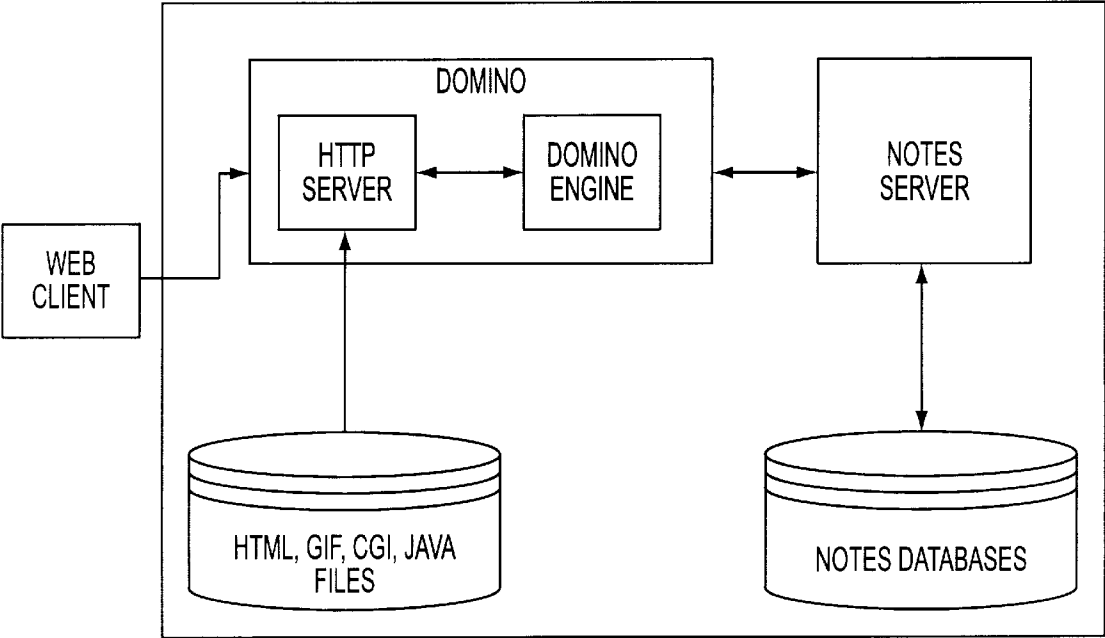 DOMINO
HTTP
SERVER
DOMINO
ENGINE
NOTES
SERVER
WEB
CLIENT
HTML, GIF, CGI, JAVA
FILES
NOTES DATABASES